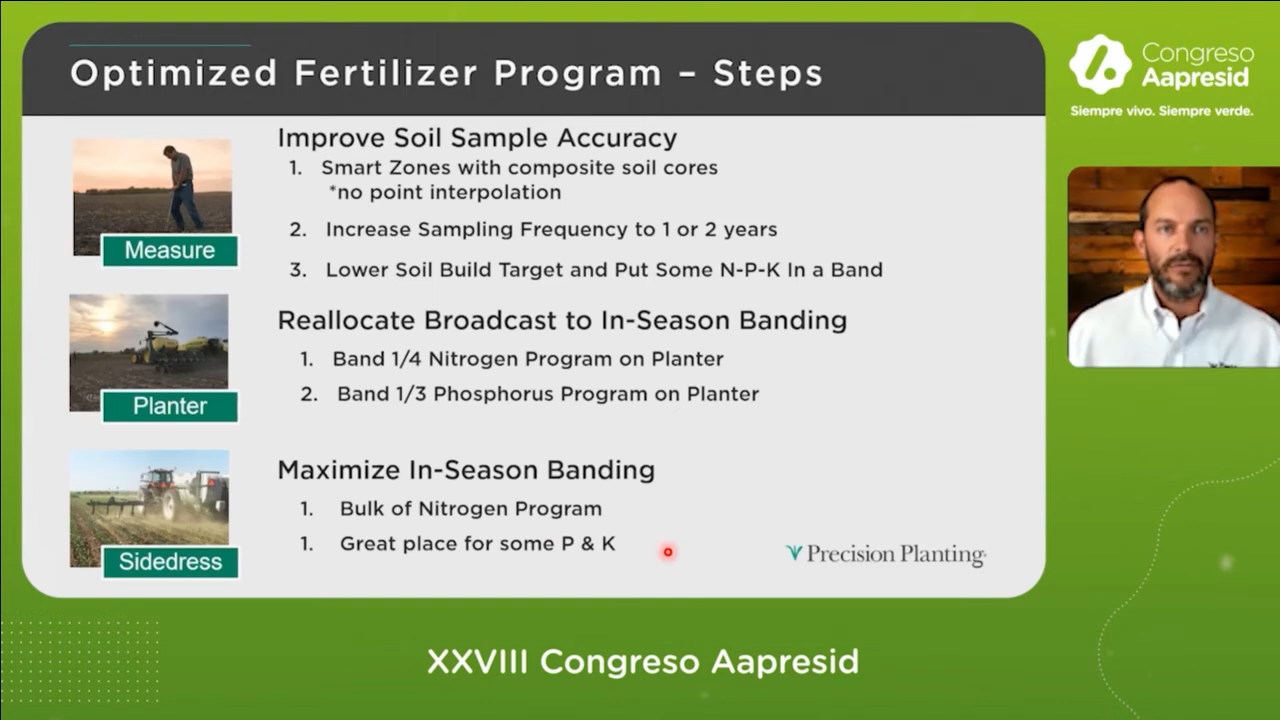 Optimized Fertilizer Program – Steps
Congreso
Aapresid
Siempre vivo. Siempre verde.
Measure
Improve Soil Sample Accuracy
1. Smart Zones with composite soil cores
*no point interpolation
2. Increase Sampling Frequency to 1 or 2 years
3. Lower Soil Build Target and Put Some N-P-K In a Band
Planter
Reallocate Broadcast to In-Season Banding
1. Band 1/4 Nitrogen Program on Planter
2. Band 1/3 Phosphorus Program on Planter
Sidedress
Maximize In-Season Banding
1. Bulk of Nitrogen Program
1. Great place for some P & K
Precision Planting
XXVIII Congreso Aapresid